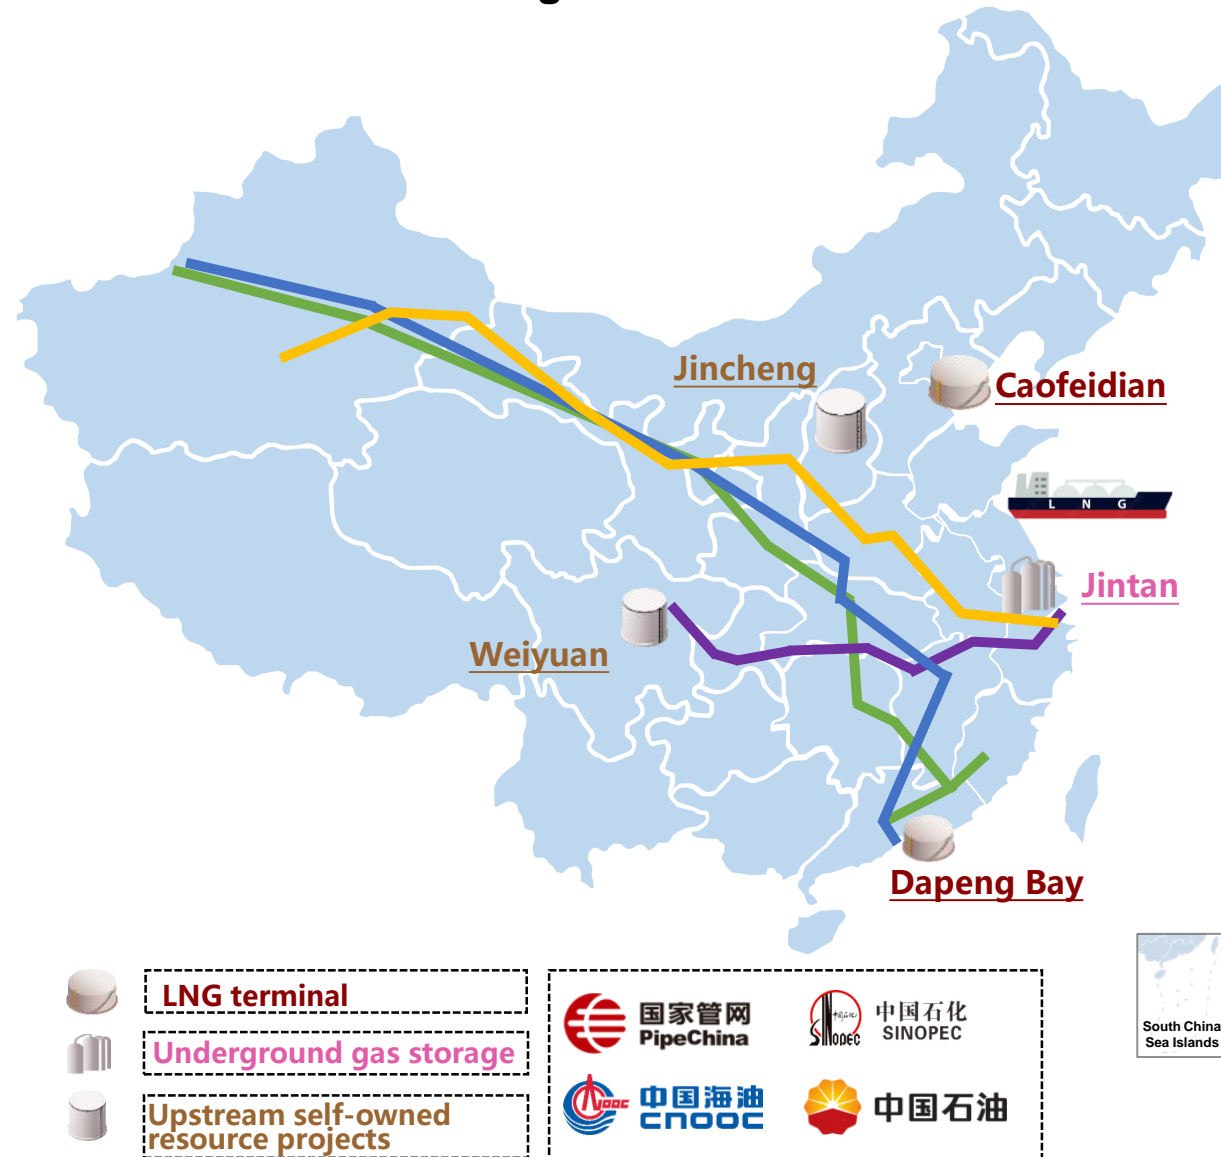 g
Jincheng
Caofeidian
L N G
Jintan
Weiyuan
Dapeng Bay
LNG terminal
Underground gas storage
Upstream self-owned
resource projects
国家管网
PipeChina
中国石化
SINOPEC
SINOPEC
CNOOC
中国海油
CNOOC
中国石油
South China
Sea Islands